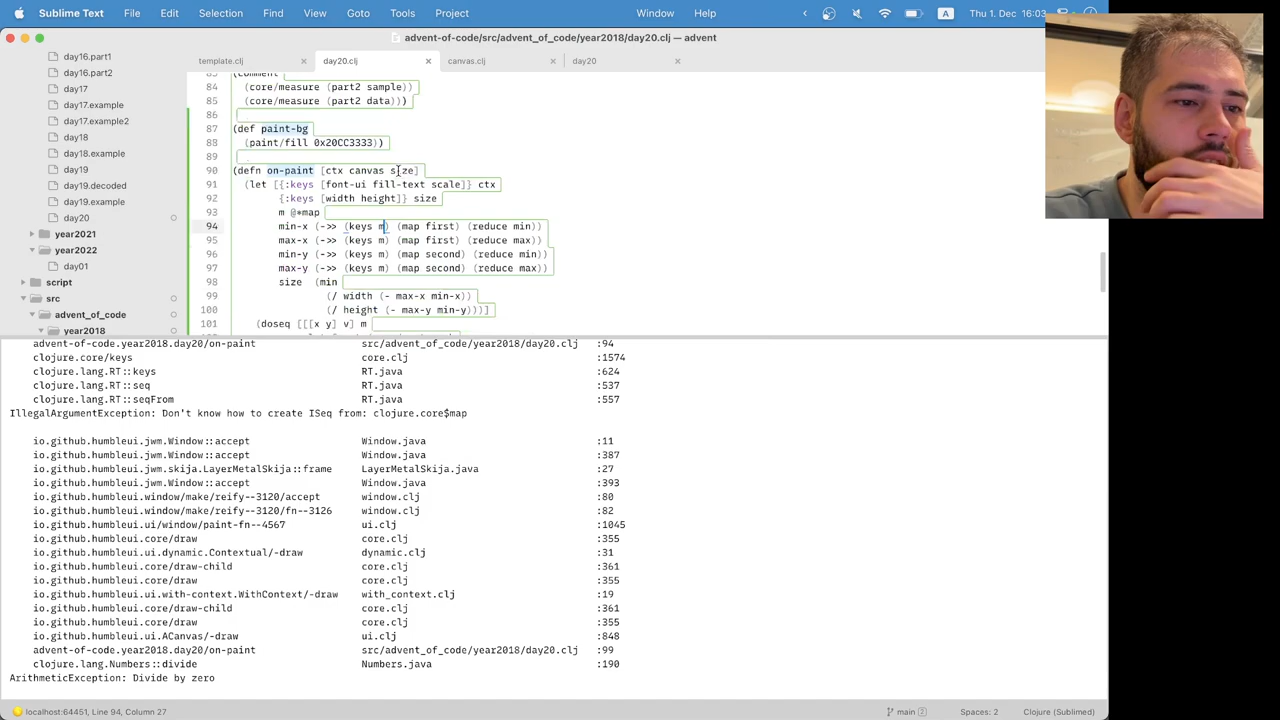 Sublime Text File Edit Selection Find View Goto Tools Project Window Help A Thu 1. Dec 16:03
advent-of-code/src/advent_of_code/year2018/day20.clj — advent
template.clj × day20.clj × canvas.clj × day20 ×
day16.part1
day16.part2
day17
day17.example
day17.example2
day18
day18.example
day19
day19.decoded
day19.example
day20
year2021
year2022
day01
script
src
advent_of_code
year2018
83 (comment
84 (core/measure (part2 sample))
85 (core/measure (part2 data)))
86
87 (def paint-bg
88 (paint/fill 0x20CC3333))
89
90 (defn on-paint [ctx canvas size]
91 (let [{:keys [font-ui fill-text scale]} ctx
92 {:keys [width height]} size
93 m @*map
94 min-x (->> (keys m) (map first) (reduce min))
95 max-x (->> (keys m) (map first) (reduce max))
96 min-y (->> (keys m) (map second) (reduce min))
97 max-y (->> (keys m) (map second) (reduce max))
98 size (min
99 (/ width (- max-x min-x))
100 (/ height (- max-y min-y)))]
101 (doseq [[[x y] v] m
advent-of-code.year2018.day20/on-paint src/advent_of_code/year2018/day20.clj :94
clojure.core/keys core.clj :1574
clojure.lang.RT::keys RT.java :624
clojure.lang.RT::seq RT.java :537
clojure.lang.RT::seqFrom RT.java :557
IllegalArgumentException: Don't know how to create ISeq from: clojure.core$map
io.github.humbleui.jwm.Window::accept Window.java :11
io.github.humbleui.jwm.Window::accept Window.java :387
io.github.humbleui.jwm.skija.LayerMetalSkija::frame LayerMetalSkija.java :27
io.github.humbleui.jwm.Window::accept Window.java :393
io.github.humbleui.window/make/reify--3120/accept window.clj :80
io.github.humbleui.window/make/reify--3120/fn--3126 window.clj :82
io.github.humbleui.ui/window/paint-fn--4567 ui.clj :1045
io.github.humbleui.core/draw core.clj :355
io.github.humbleui.ui.dynamic.Contextual/-draw dynamic.clj :31
io.github.humbleui.core/draw-child core.clj :361
io.github.humbleui.core/draw core.clj :355
io.github.humbleui.ui.with-context.WithContext/-draw with_context.clj :19
io.github.humbleui.core/draw-child core.clj :361
io.github.humbleui.core/draw core.clj :355
io.github.humbleui.ui.ACanvas/-draw ui.clj :848
advent-of-code.year2018.day20/on-paint src/advent_of_code/year2018/day20.clj :99
clojure.lang.Numbers::divide Numbers.java :190
ArithmeticException: Divide by zero
localhost:64451, Line 94, Column 27 main 2 Spaces: 2 Clojure (Sublimed)